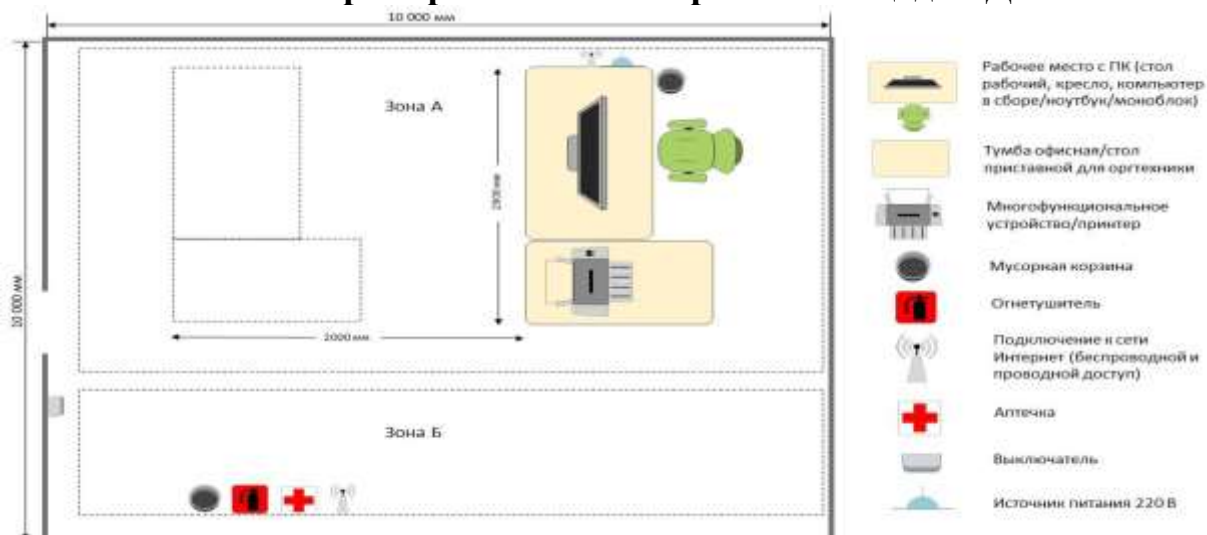 10 000 мм
Зона А
2800 мм
2000 мм
10 000 мм
Зона Б
Рабочее место с ПК (стол
рабочий, кресло, компьютер
в сборе/ноутбук/моноблок)
Тумба офисная/стол
приставной для оргтехники
Многофункциональное
устройство/принтер
Мусорная корзина
Огнетушитель
Подключение к сети
Интернет (беспроводной и
проводной доступ)
Аптечка
Выключатель
Источник питания 220 В